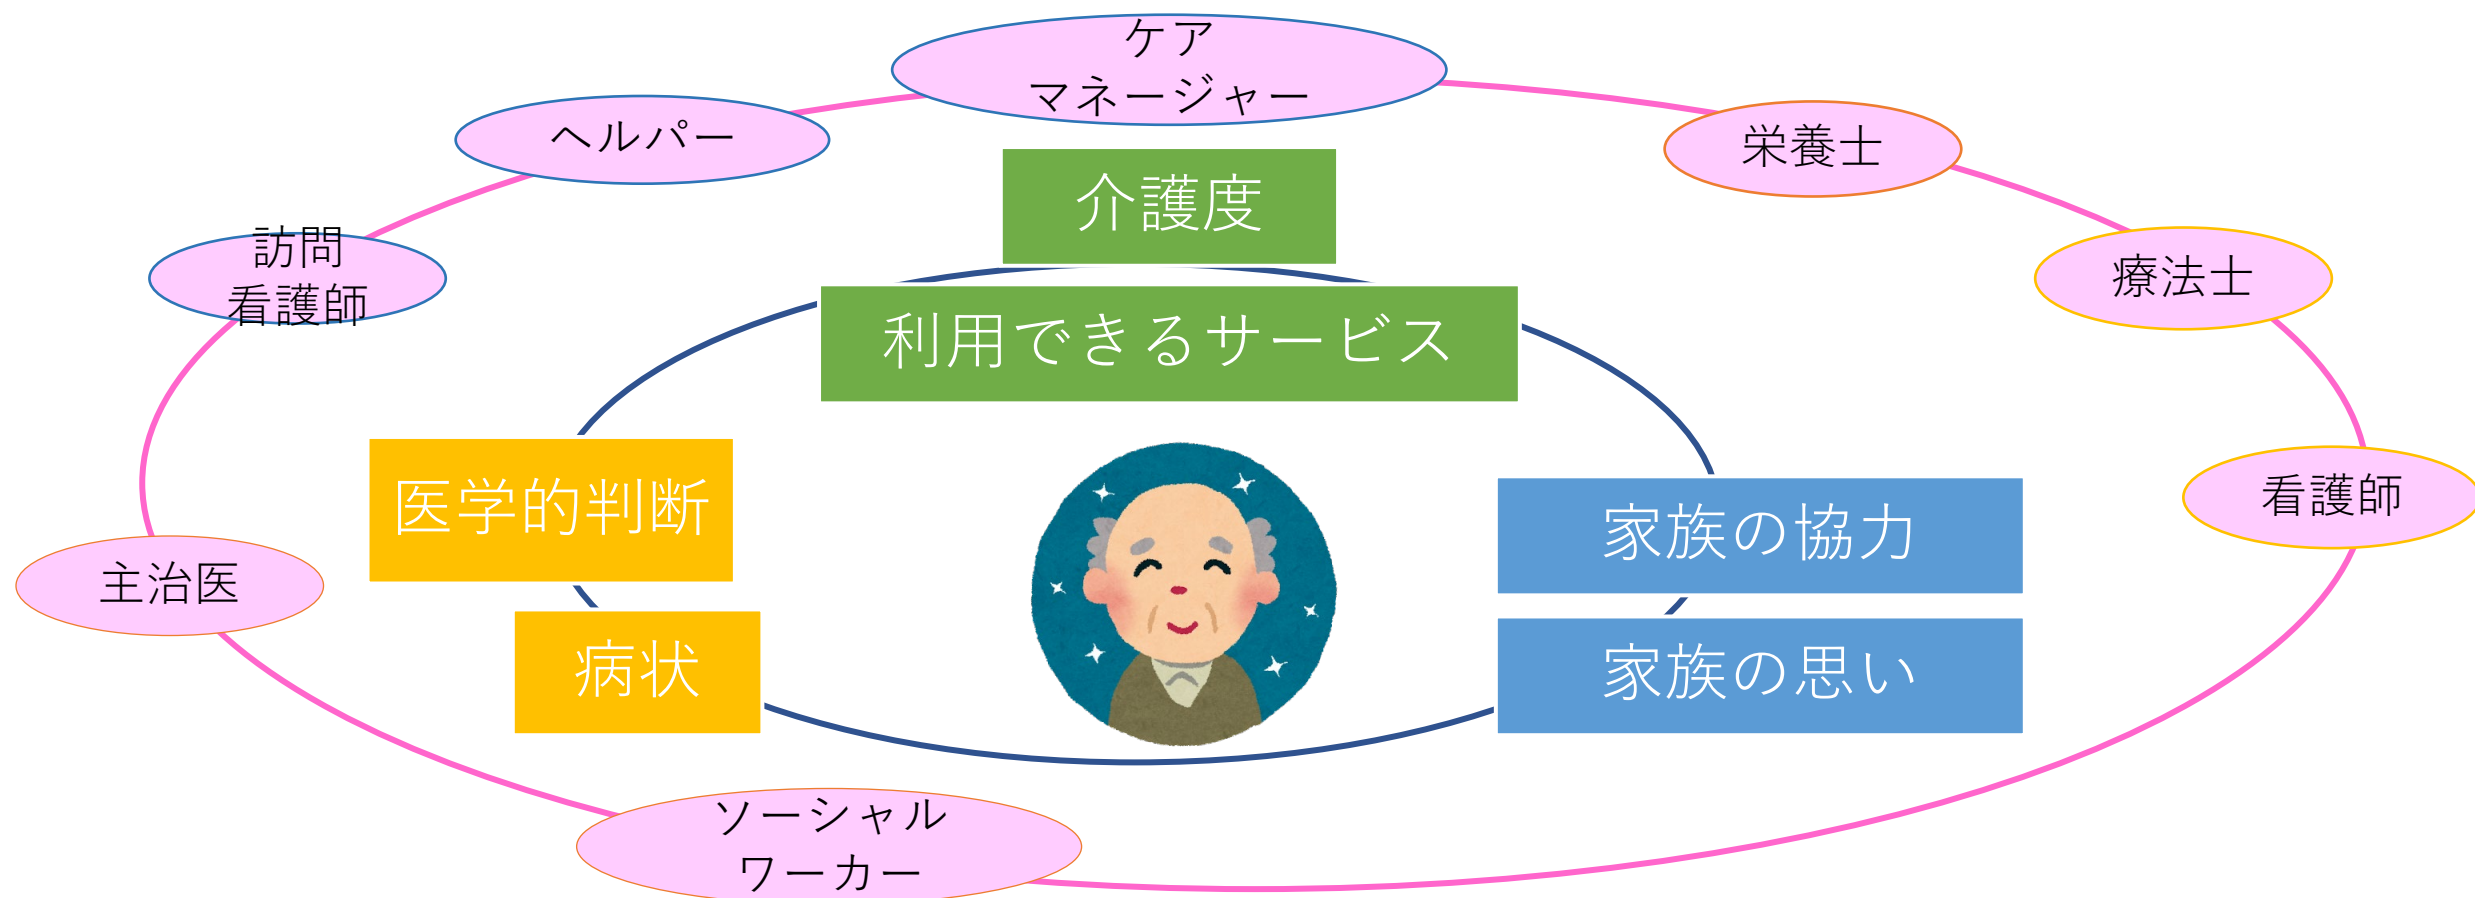 ケア
マネージャー
ヘルパー
栄養士
介護度
訪問
看護師
療法士
利用できるサービス
医学的判断
看護師
家族の協力
主治医
病状
家族の思い
ソーシャル
ワーカー